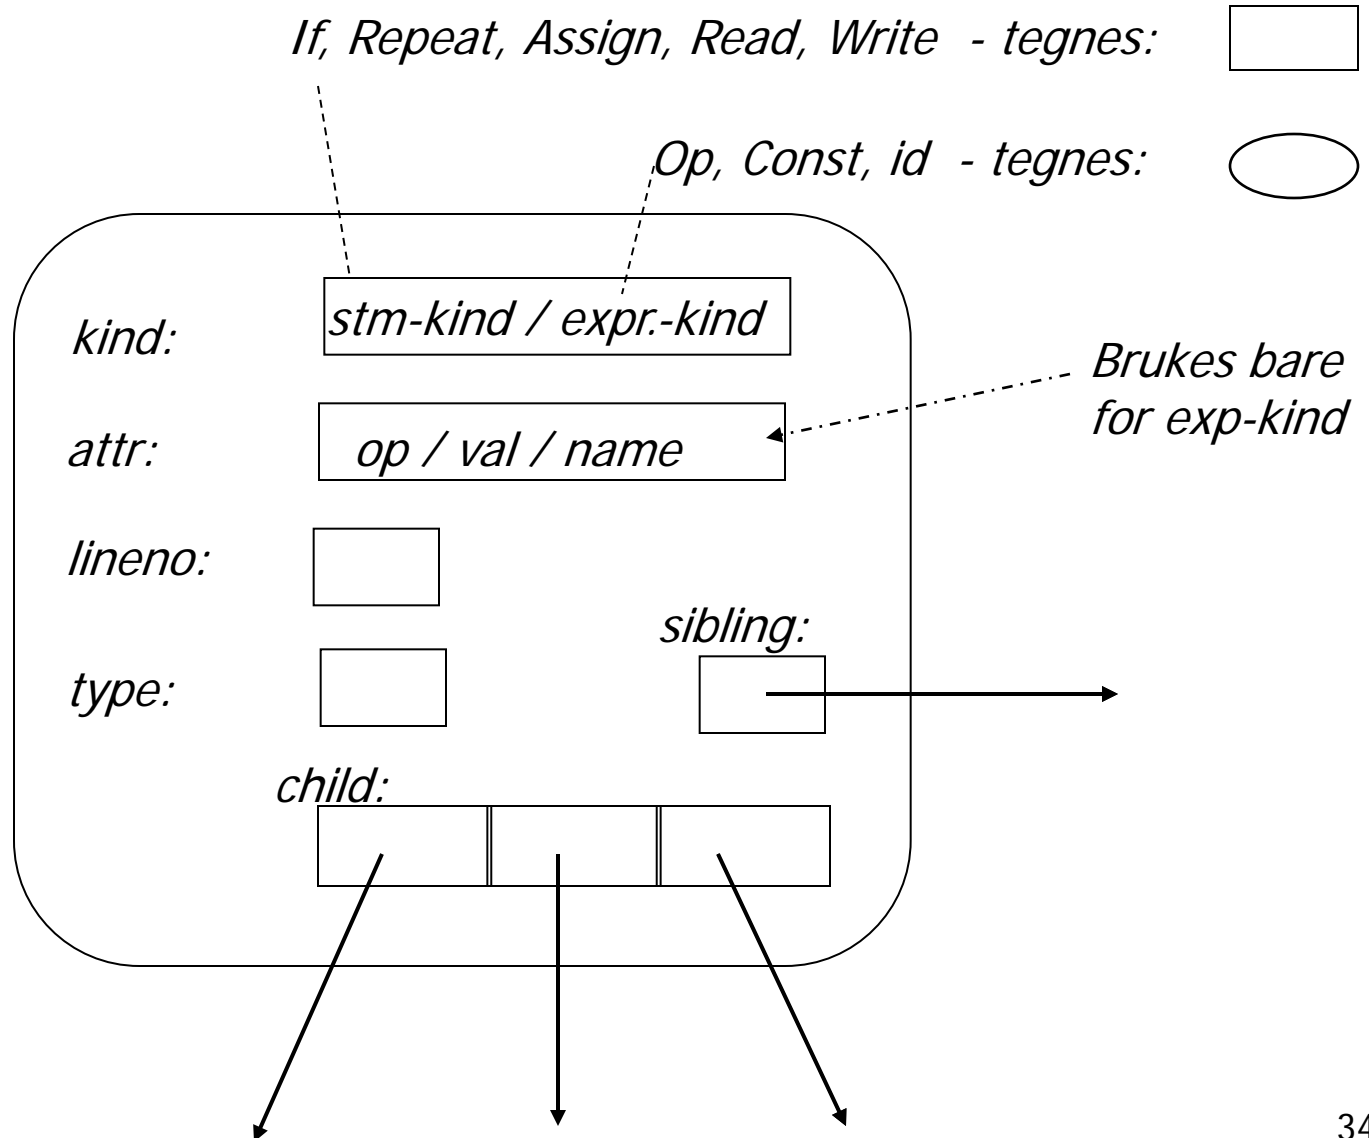 If, Repeat, Assign, Read, Write - tegnes:
Op, Const, id - tegnes:
kind:
stm-kind / expr.-kind
Brukes bare
for exp-kind
attr:
op / val / name
lineno:
sibling:
type:
child:
34